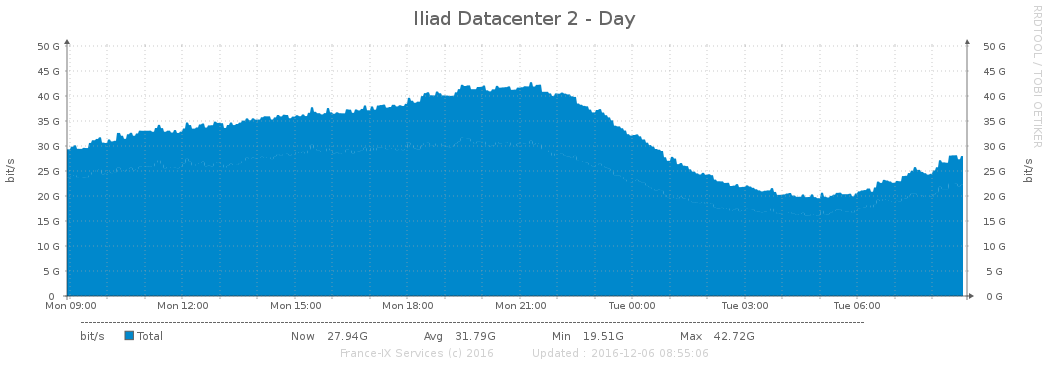 Iliad Datacenter 2 - Day
RRDTOOL / TOBI OETIKER
50 G 50 G
45 G 45 G
40 G 40 G
35 G 35 G
30 G 30 G
25 G 25 G
20 G 20 G
15 G 15 G
10 G 10 G
5 G 5 G
0 0 G
bit/s bit/s
Mon 09:00 Mon 12:00 Mon 15:00 Mon 18:00 Mon 21:00 Tue 00:00 Tue 03:00 Tue 06:00
bit/s Total Now 27.94G Avg 31.79G Min 19.51G Max 42.72G
France-IX Services (c) 2016 Updated : 2016-12-06 08:55:06